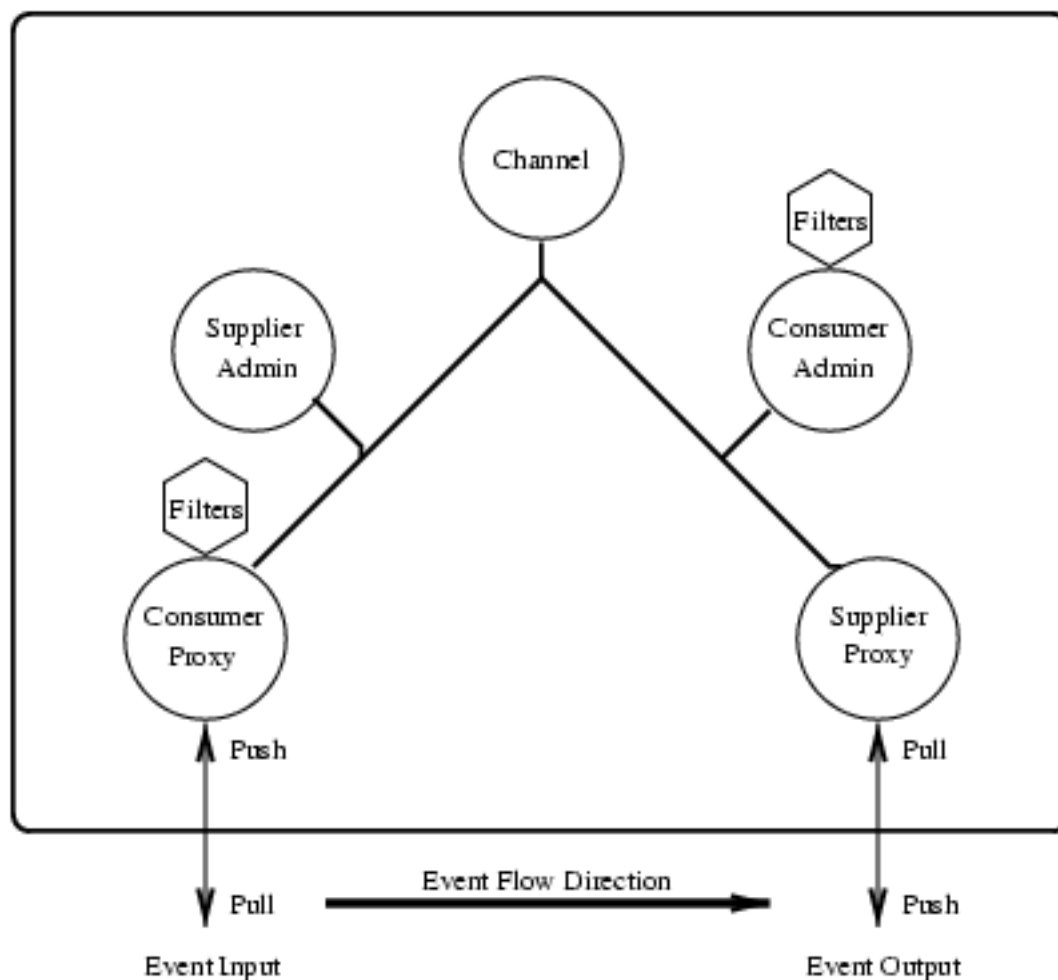 Channel
Filters
Supplier
Admin
Consumer
Admin
Filters
Consumer
Proxy
Supplier
Proxy
Push
Pull
Event Flow Direction
Pull
Push
Event Input
Event Output